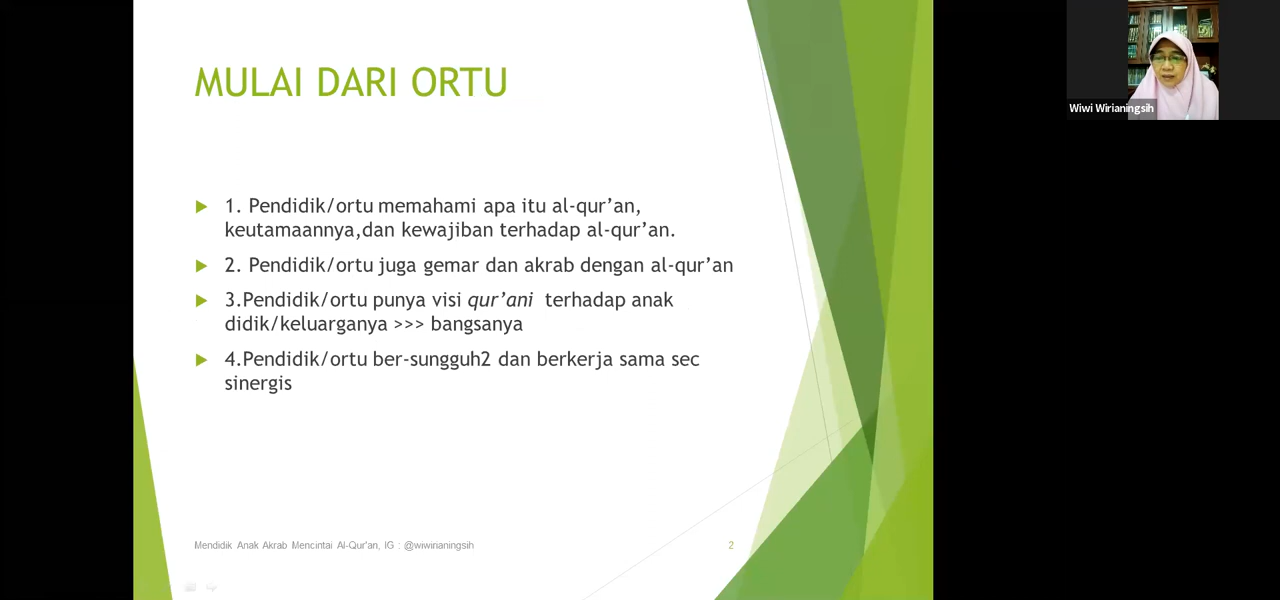 MULAI DARI ORTU
1. Pendidik/ortu memahami apa itu al-qur’an,
keutamaannya,dan kewajiban terhadap al-qur’an.
2. Pendidik/ortu juga gemar dan akrab dengan al-qur’an
3.Pendidik/ortu punya visi qur’ani terhadap anak
didik/keluarganya >>> bangsanya
4.Pendidik/ortu ber-sungguh2 dan berkerja sama sec
sinergis
Mendidik Anak Akrab Mencintai Al-Qur'an, IG : @wiwirianingsih
2
Wiwi Wirianingsih